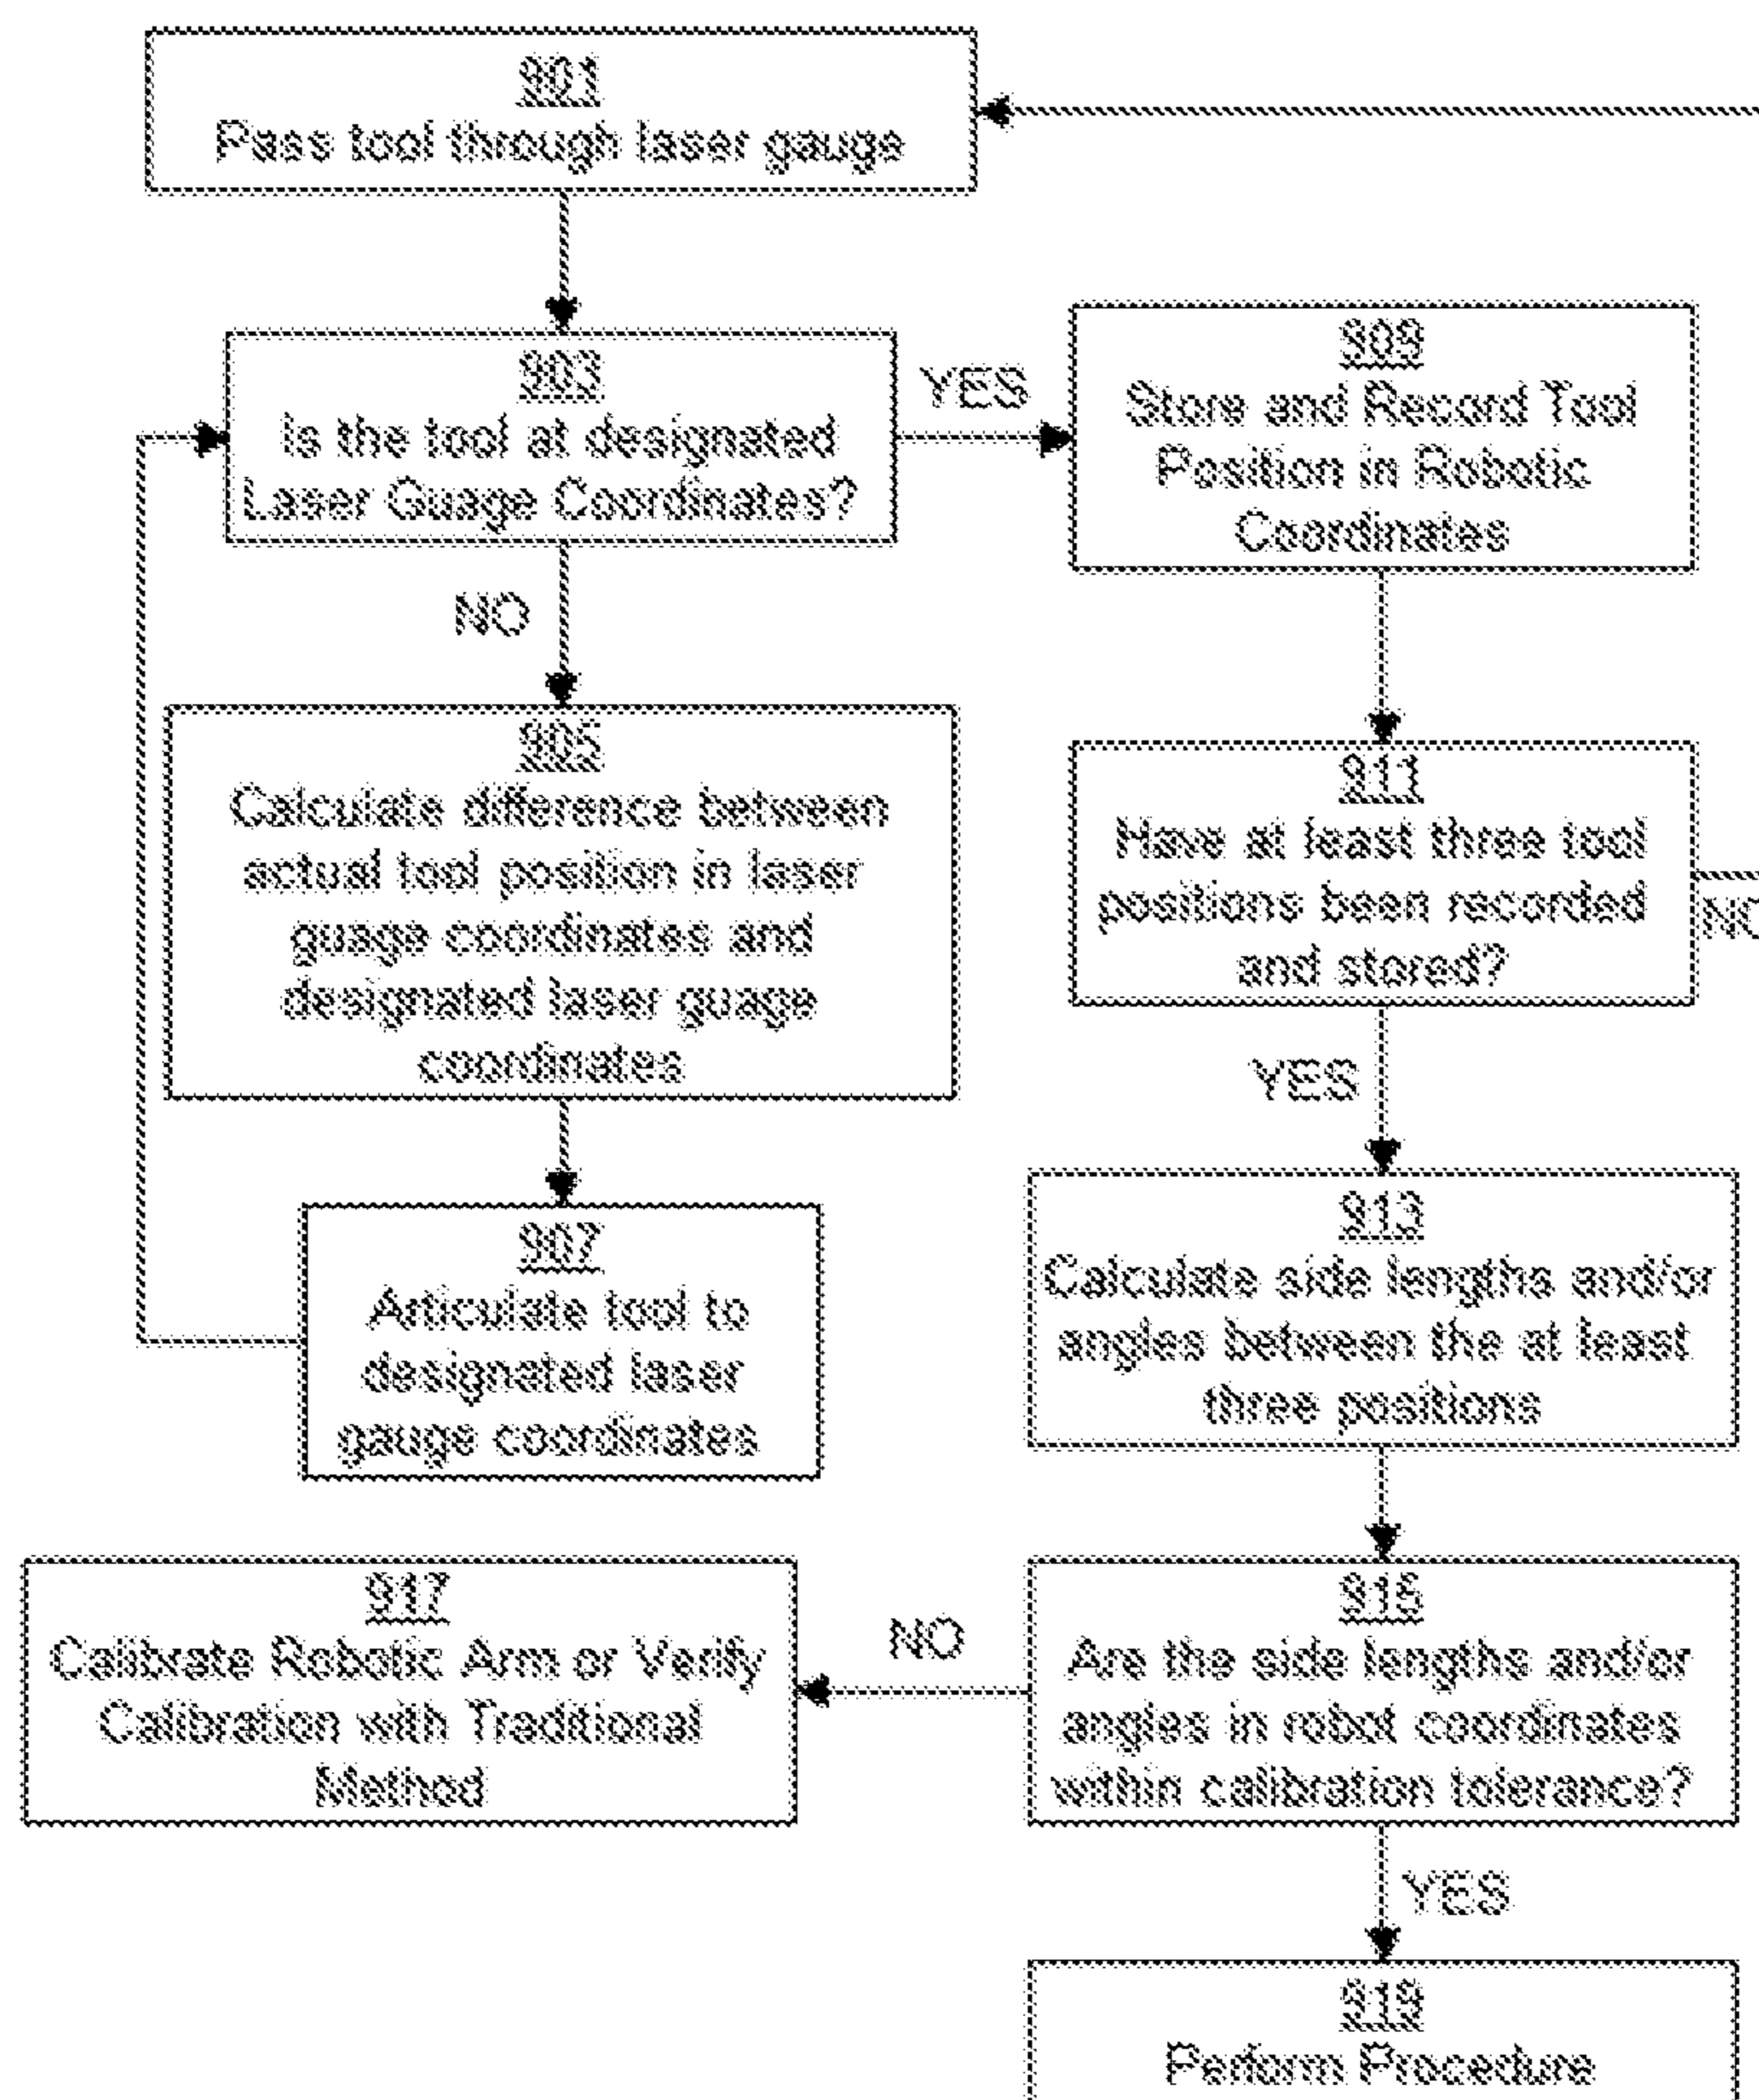 901
Pass tool through laser gauge
903
Is the tool at designated
Laser Guage Coordinates?
YES
909
Store and Record Tool
Position in Robotic
Coordinates
NO
905
Calculate difference between
actual tool position in laser
guage coordinates and
designated laser guage
coordinates
911
Have at least three tool
positions been recorded
and stored?
NO
YES
907
Articulate tool to
designated laser
gauge coordinates
913
Calculate side lengths and/or
angles between the at least
three positions
917
Calibrate Robotic Arm or Verify
Calibration with Traditional
Method
NO
915
Are the side lengths and/or
angles in robot coordinates
within calibration tolerance?
YES
919
Perform Procedure